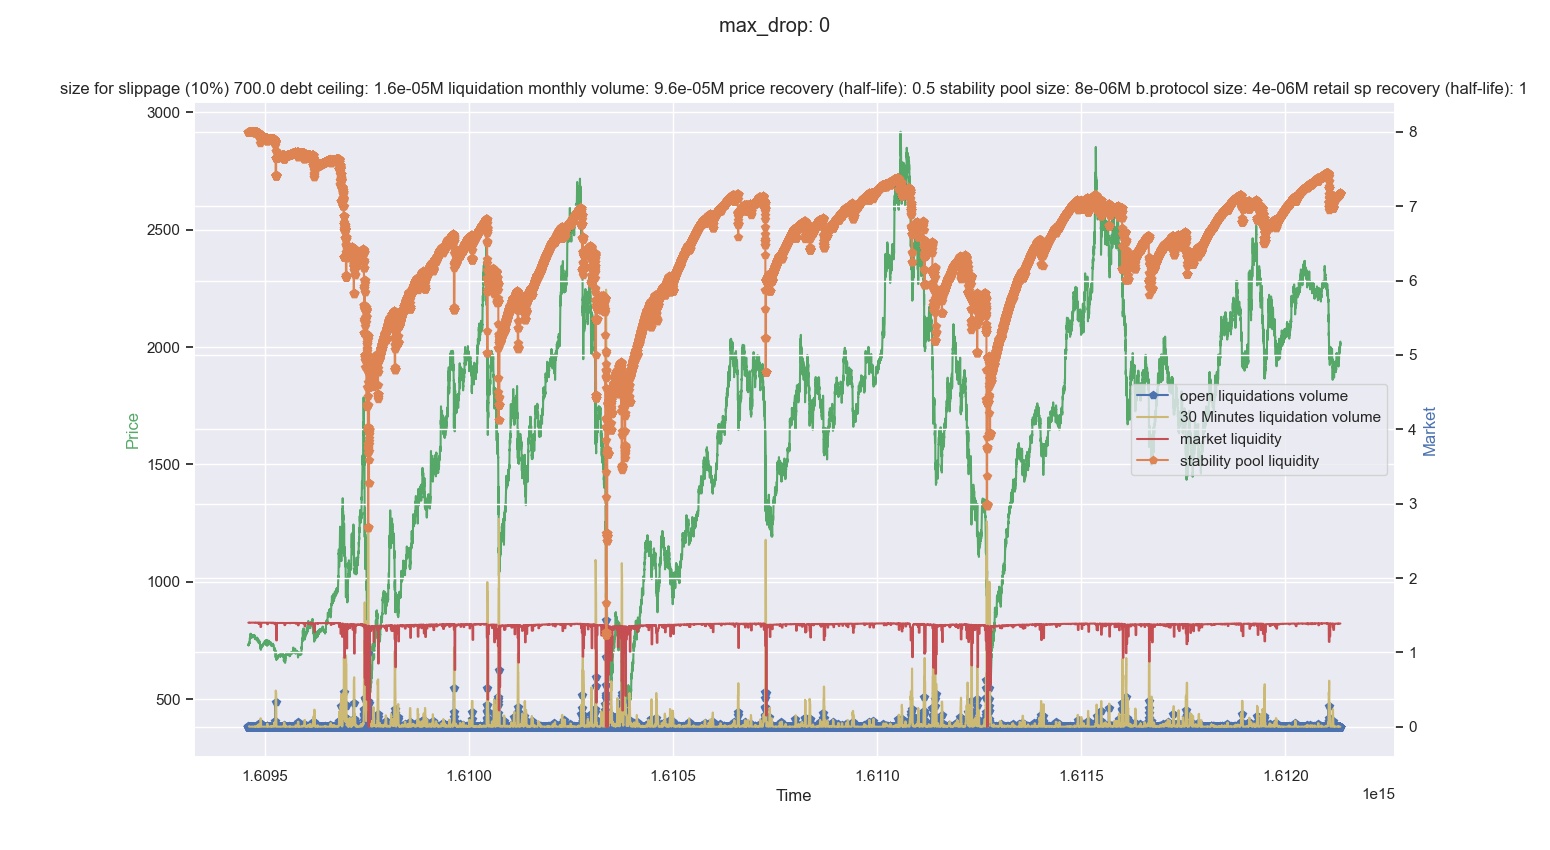 max_drop: 0
size for slippage (10%) 700.0 debt ceiling: 1.6e-05M liquidation monthly volume: 9.6e-05M price recovery (half-life): 0.5 stability pool size: 8e-06M b.protocol size: 4e-06M retail sp recovery (half-life): 1
3000
2500
2000
1500
1000
500
Price
8
7
6
5
4
3
2
1
0
Market
open liquidations volume
30 Minutes liquidation volume
market liquidity
stability pool liquidity
1.6095 1.6100 1.6105 1.6110 1.6115 1.6120
1e15
Time